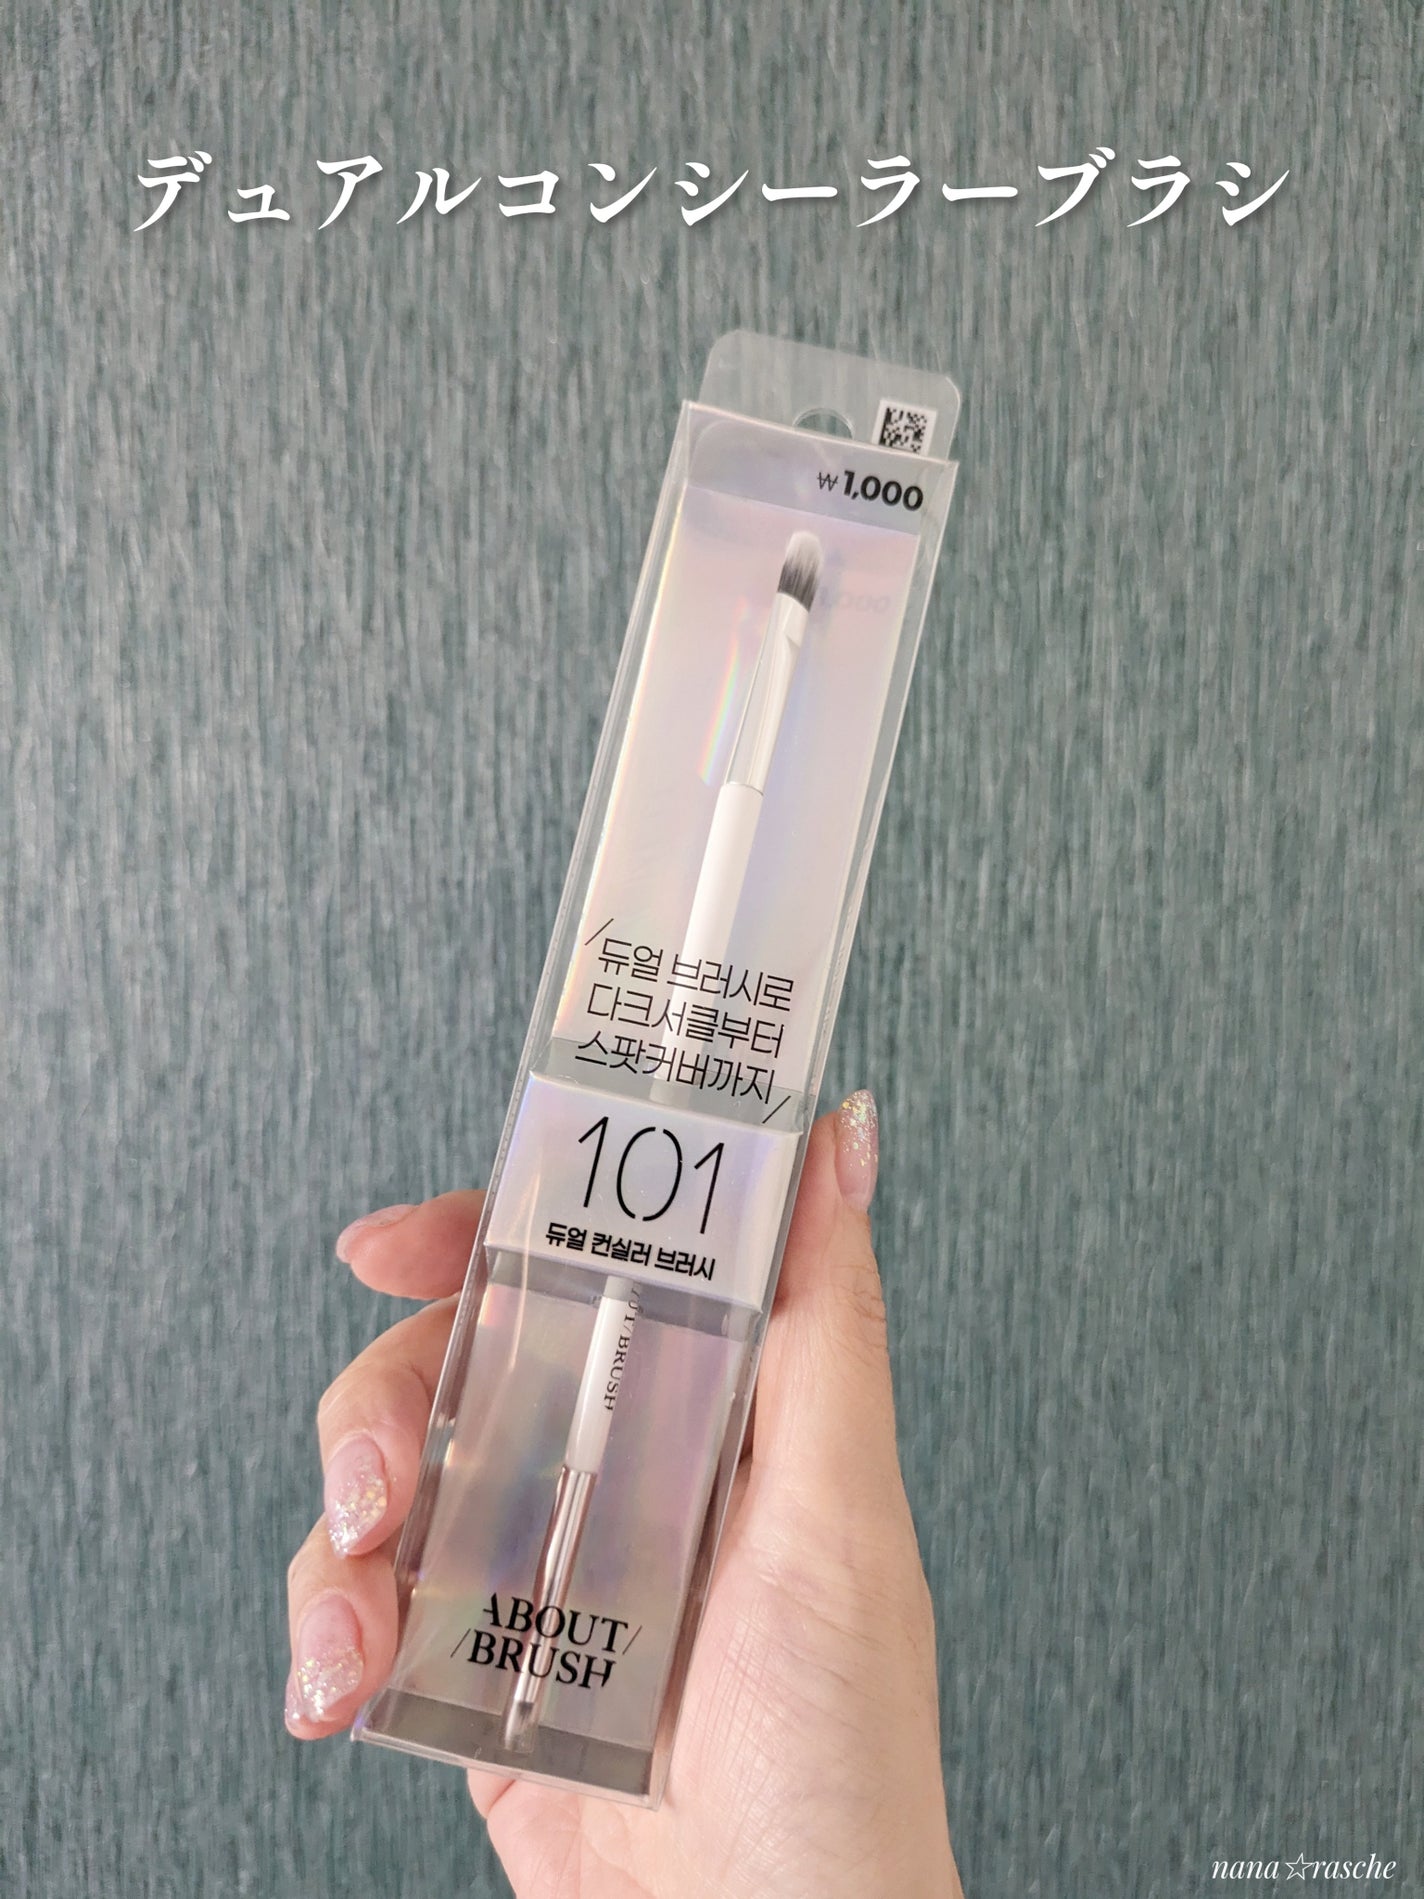 デュアルコンシーラーブラシ
₩1,000
/듀얼 브러시로
다크서클부터
스팟커버까지/
101
듀얼 컨실러 브러시
/BRUSH
ABOUT/
/BRUSH
nana☆rasche